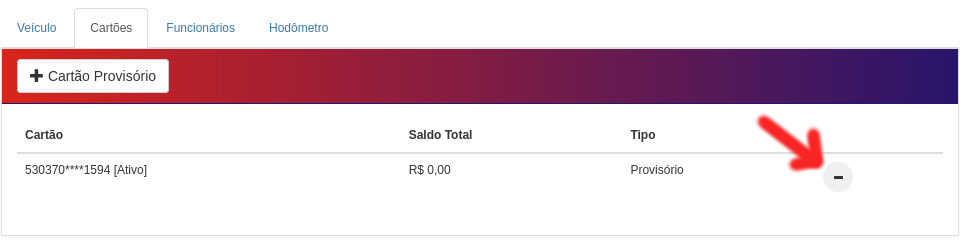 Veículo Cartões Funcionários Hodômetro
Cartão Provisório
Cartão Saldo Total Tipo
530370****1594 [Ativo] R$ 0,00 Provisório